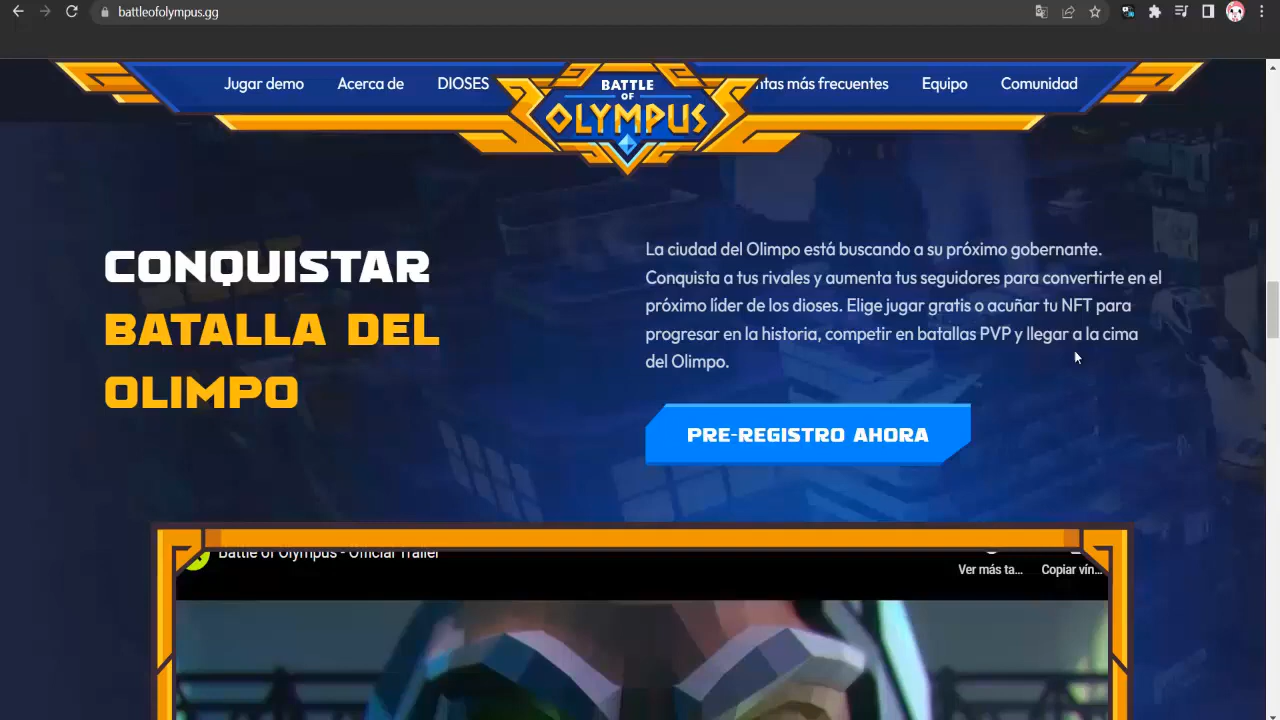 battleofolympus.gg
Jugar demo
Acerca de
DIOSES
BATTLE
OF
OLYMPUS
más frecuentes
Equipo
Comunidad
CONQUISTAR
BATALLA DEL
OLIMPO
La ciudad del Olimpo está buscando a su próximo gobernante.
Conquista a tus rivales y aumenta tus seguidores para convertirte en el
próximo líder de los dioses. Elige jugar gratis o acuñar tu NFT para
progresar en la historia, competir en batallas PVP y llegar a la cima
del Olimpo.
PRE-REGISTRO AHORA
Battle of Olympus - Official Trailer
Ver más ta...
Copiar vín...